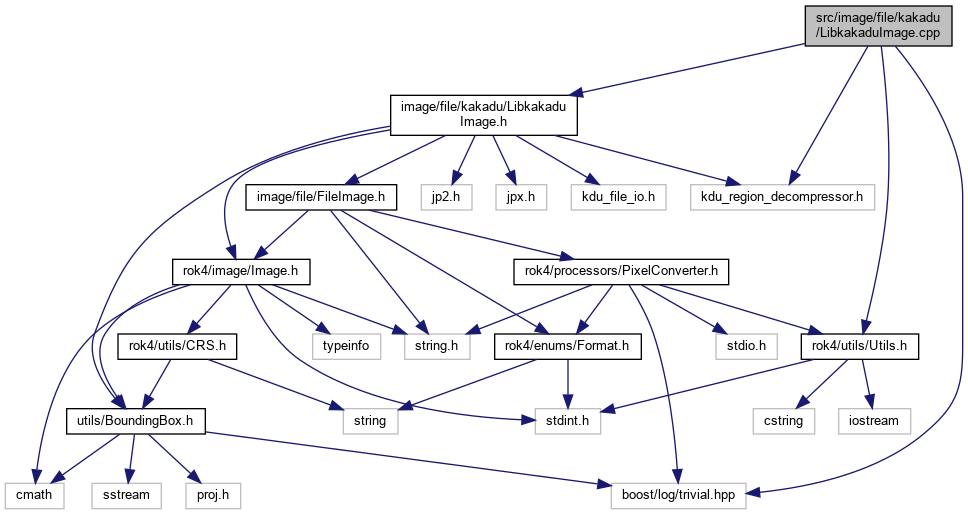 src/image/file/kakadu
/LibkakaduImage.cpp
image/file/kakadu/Libkakadu
Image.h
image/file/FileImage.h
jp2.h
jpx.h
kdu_file_io.h
kdu_region_decompressor.h
rok4/image/Image.h
rok4/processors/PixelConverter.h
rok4/utils/CRS.h
typeinfo
string.h
rok4/enums/Format.h
stdio.h
rok4/utils/Utils.h
utils/BoundingBox.h
string
stdint.h
cstring
iostream
cmath
sstream
proj.h
boost/log/trivial.hpp